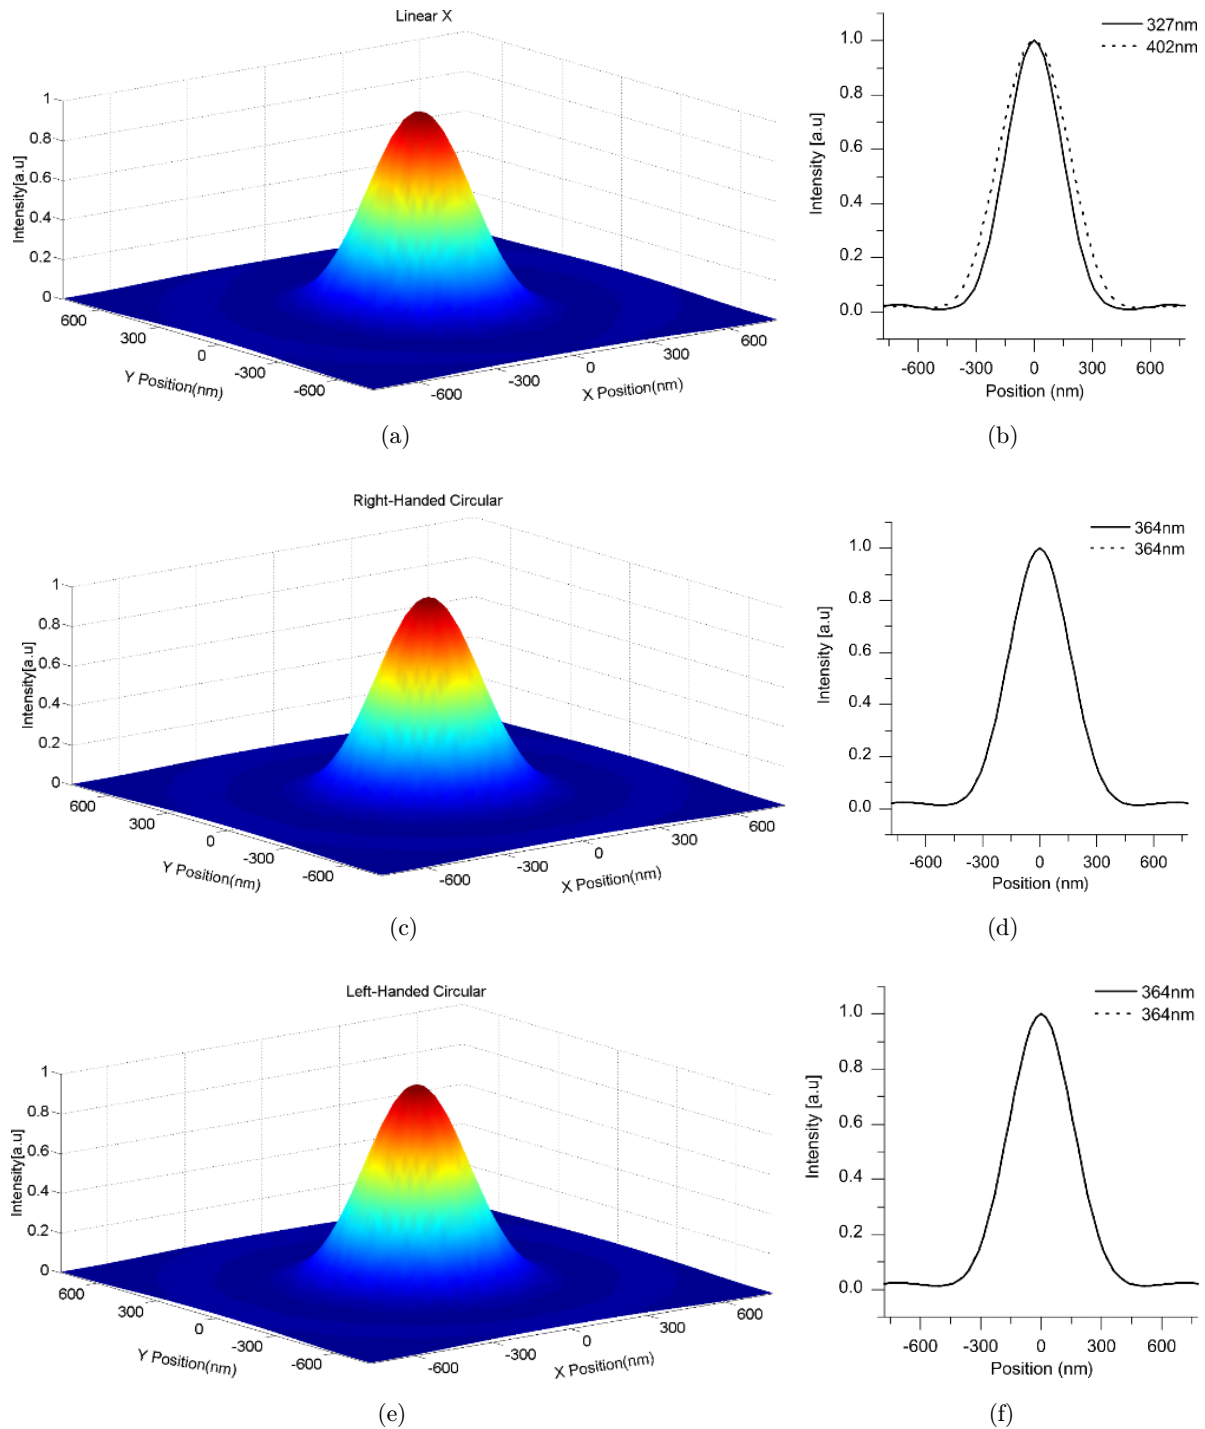 Linear X
Intensity[a.u]
1
0.8
0.6
0.4
0.2
0
600
300
0
-300
-600
Y Position(nm)
-600
-300
0
300
600
X Position(nm)
(a)
327nm
402nm
Intensity [a.u]
1.0
0.8
0.6
0.4
0.2
0.0
-600 -300 0 300 600
Position (nm)
(b)
Right-Handed Circular
Intensity[a.u]
1
0.8
0.6
0.4
0.2
0
600
300
0
-300
-600
Y Position(nm)
-600
-300
0
300
600
X Position(nm)
(c)
364nm
364nm
Intensity [a.u]
1.0
0.8
0.6
0.4
0.2
0.0
-600 -300 0 300 600
Position (nm)
(d)
Left-Handed Circular
Intensity[a.u]
1
0.8
0.6
0.4
0.2
0
600
300
0
-300
-600
Y Position(nm)
-600
-300
0
300
600
X Position(nm)
(e)
364nm
364nm
Intensity [a.u]
1.0
0.8
0.6
0.4
0.2
0.0
-600 -300 0 300 600
Position (nm)
(f)